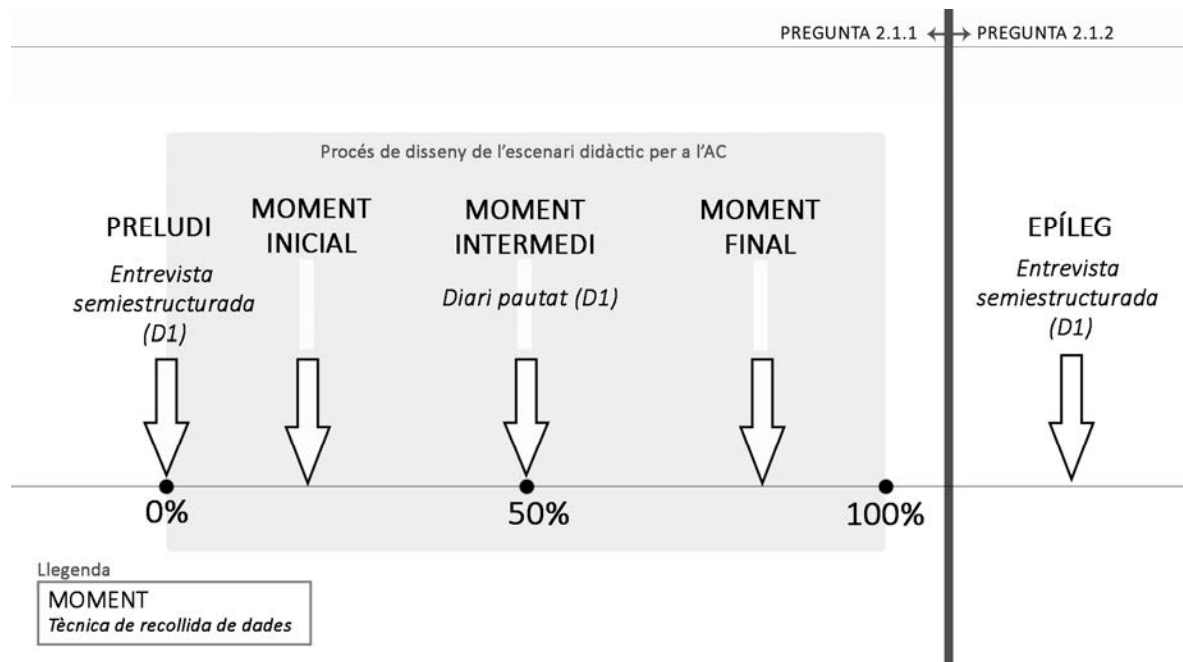 PREGUNTA 2.1.1
PREGUNTA 2.1.2
Procés de disseny de l'escenari didàctic per a l'AC
PRELUDI
Entrevista
semiestructurada
(D1)
MOMENT
INICIAL
MOMENT
INTERMEDI
Diari pautat (D1)
MOMENT
FINAL
EPÍLEG
Entrevista
semiestructurada
(D1)
0%
50%
100%
Llegenda
MOMENT
Tècnica de recollida de dades